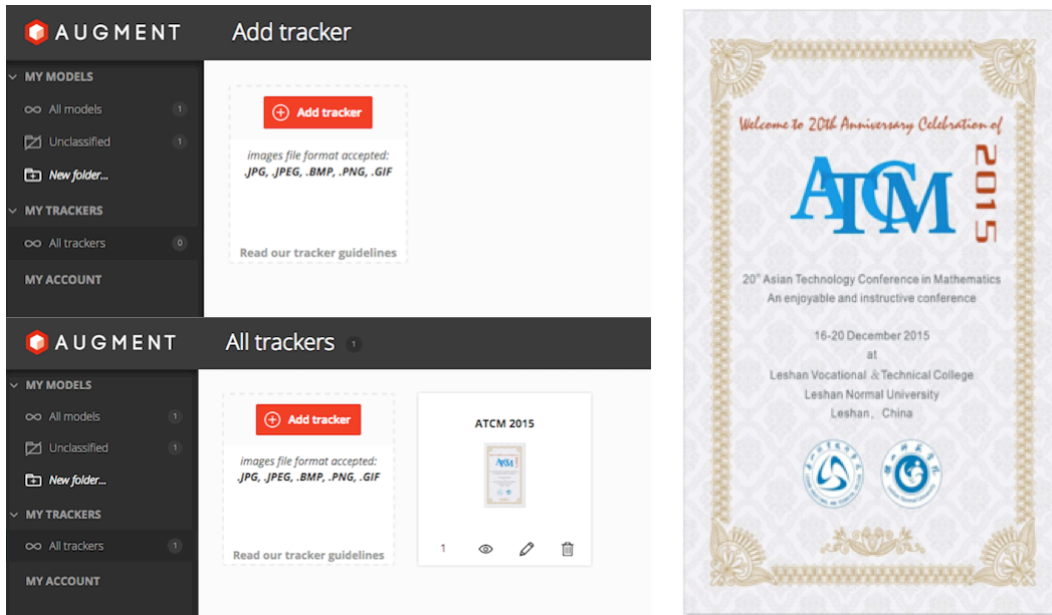 AUGMENT
Add tracker
MY MODELS
All models 1
Unclassified 1
New folder...
MY TRACKERS
All trackers 0
MY ACCOUNT
Add tracker
images file format accepted:
.JPG, .JPEG, .BMP, .PNG, .GIF
Read our tracker guidelines
AUGMENT
All trackers 1
MY MODELS
All models 1
Unclassified 1
New folder...
MY TRACKERS
All trackers 1
MY ACCOUNT
Add tracker
images file format accepted:
.JPG, .JPEG, .BMP, .PNG, .GIF
Read our tracker guidelines
ATCM 2015
ATCM
1
Welcome to 20th Anniversary Celebration of
ATCM
2015
20th Asian Technology Conference in Mathematics
An enjoyable and instructive conference
16-20 December 2015
at
Leshan Vocational & Technical College
Leshan Normal University
Leshan, China